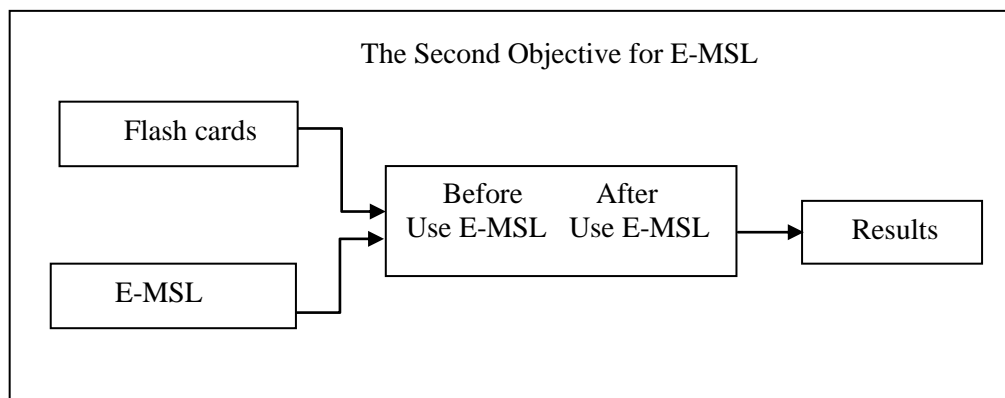 The Second Objective for E-MSL
Flash cards
Before After
Use E-MSL Use E-MSL
Results
E-MSL